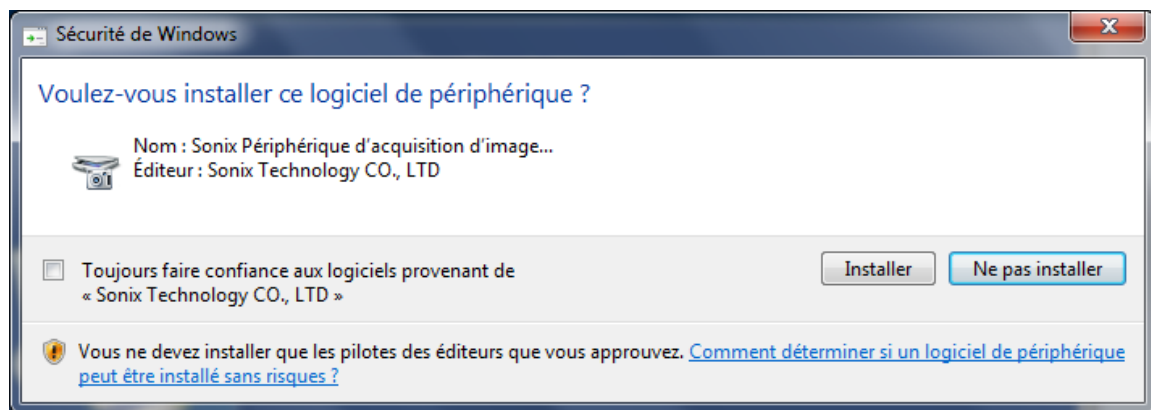 Sécurité de Windows
Voulez-vous installer ce logiciel de périphérique ?
Nom : Sonix Périphérique d'acquisition d'image...
Éditeur : Sonix Technology CO., LTD
Toujours faire confiance aux logiciels provenant de
« Sonix Technology CO., LTD »
Installer
Ne pas installer
Vous ne devez installer que les pilotes des éditeurs que vous approuvez. Comment déterminer si un logiciel de périphérique
peut être installé sans risques ?